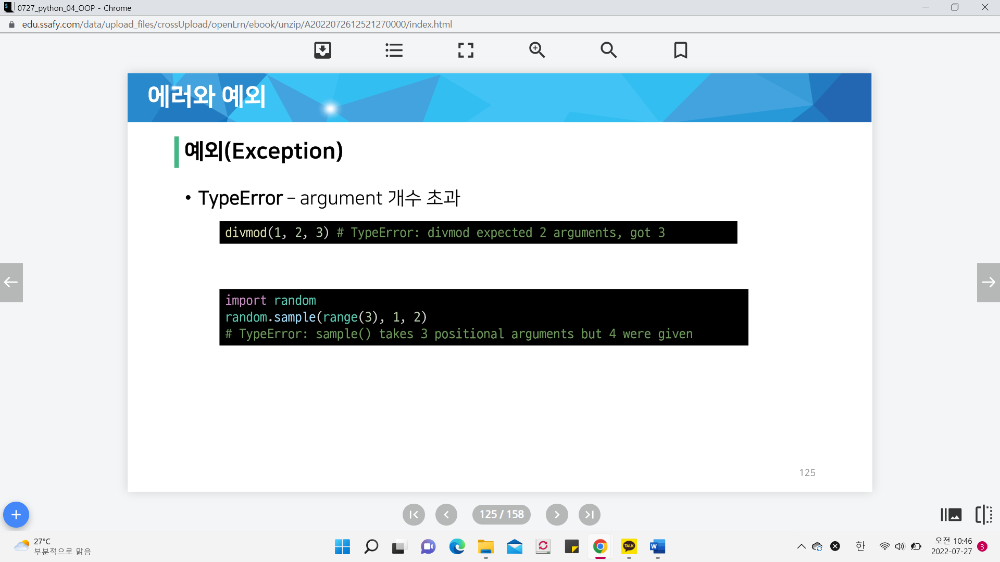 0727_python_04_OOP - Chrome
edu.ssafy.com/data/upload_files/crossUpload/openLrn/ebook/unzip/A2022072612521270000/index.html
에러와 예외
예외(Exception)
• TypeError – argument 개수 초과
divmod(1, 2, 3) # TypeError: divmod expected 2 arguments, got 3
import random
random.sample(range(3), 1, 2)
# TypeError: sample() takes 3 positional arguments but 4 were given
125
125 / 158
27°C
부분적으로 맑음
TALK
W
한
오전 10:46
2022-07-27
3